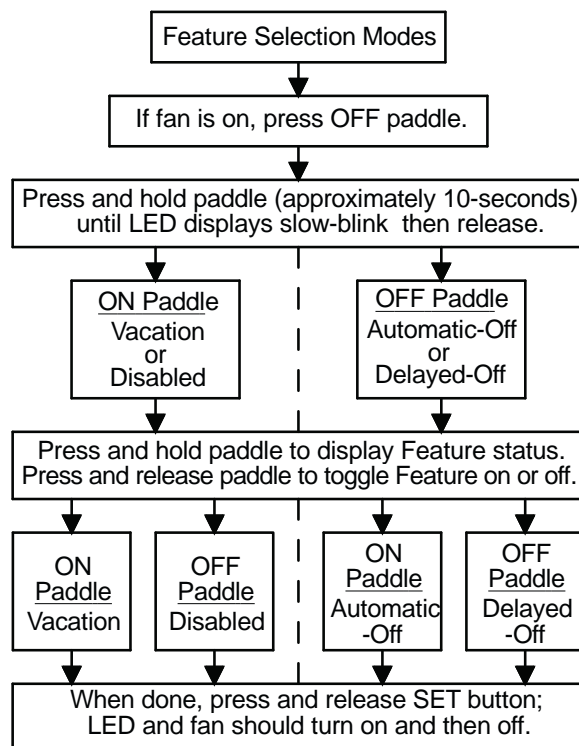 Feature Selection Modes
If fan is on, press OFF paddle.
Press and hold paddle (approximately 10-seconds)
until LED displays slow-blink then release.
ON Paddle
Vacation
or
Disabled
OFF Paddle
Automatic-Off
or
Delayed-Off
Press and hold paddle to display Feature status.
Press and release paddle to toggle Feature on or off.
ON
Paddle
Vacation
OFF
Paddle
Disabled
ON
Paddle
Automatic
-Off
OFF
Paddle
Delayed
-Off
When done, press and release SET button;
LED and fan should turn on and then off.